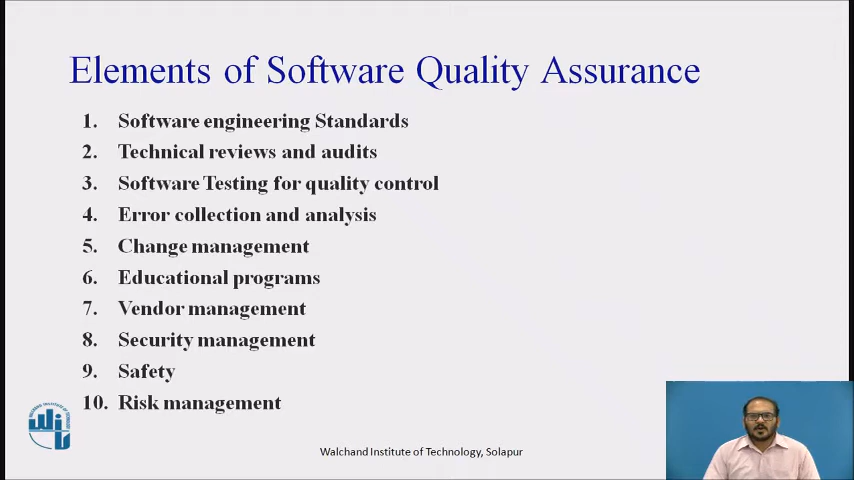 Elements of Software Quality Assurance
1. Software engineering Standards
2. Technical reviews and audits
3. Software Testing for quality control
4. Error collection and analysis
5. Change management
6. Educational programs
7. Vendor management
8. Security management
9. Safety
10. Risk management
Walchand Institute of Technology, Solapur